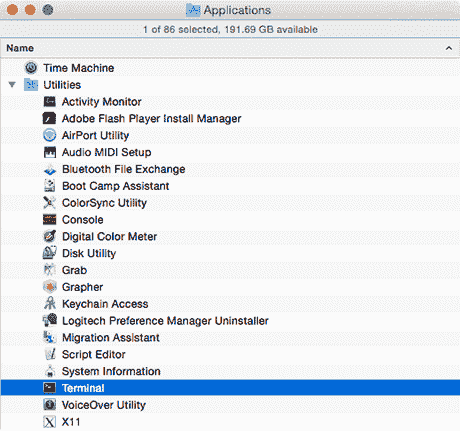 Applications
1 of 86 selected, 191.69 GB available
Name
Time Machine
Utilities
Activity Monitor
Adobe Flash Player Install Manager
AirPort Utility
Audio MIDI Setup
Bluetooth File Exchange
Boot Camp Assistant
ColorSync Utility
Console
Digital Color Meter
Disk Utility
Grab
Grapher
Keychain Access
Logitech Preference Manager Uninstaller
Migration Assistant
Script Editor
System Information
Terminal
VoiceOver Utility
X11